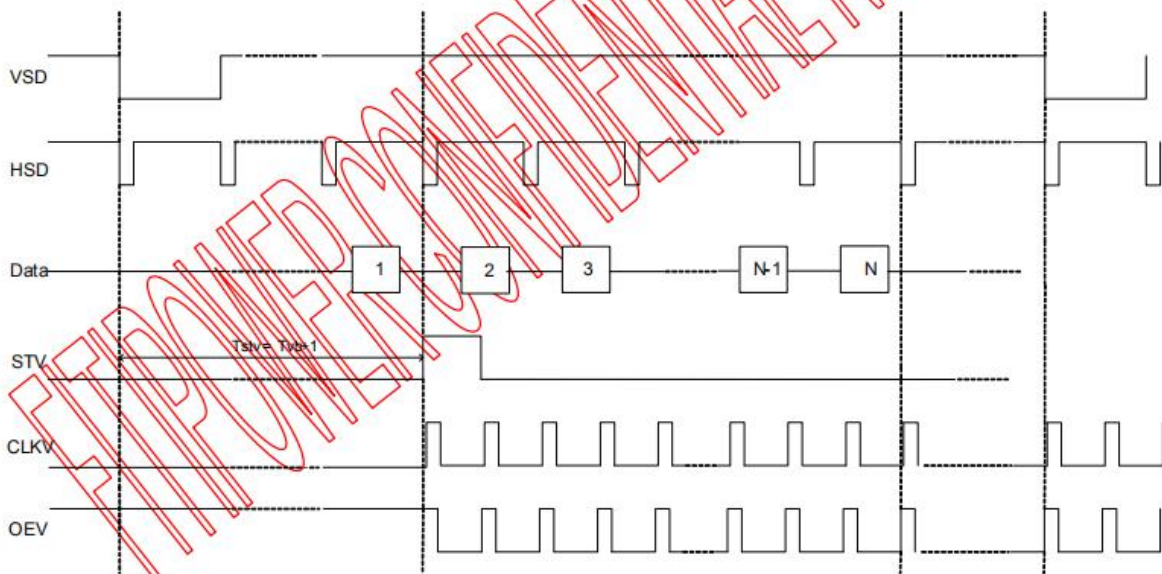 VSD
HSD
Data 1 2 3 N-1 N
STV Tstv= Tvb+1
CLKV
OEV
FITIPOWER CONFIDENTIAL